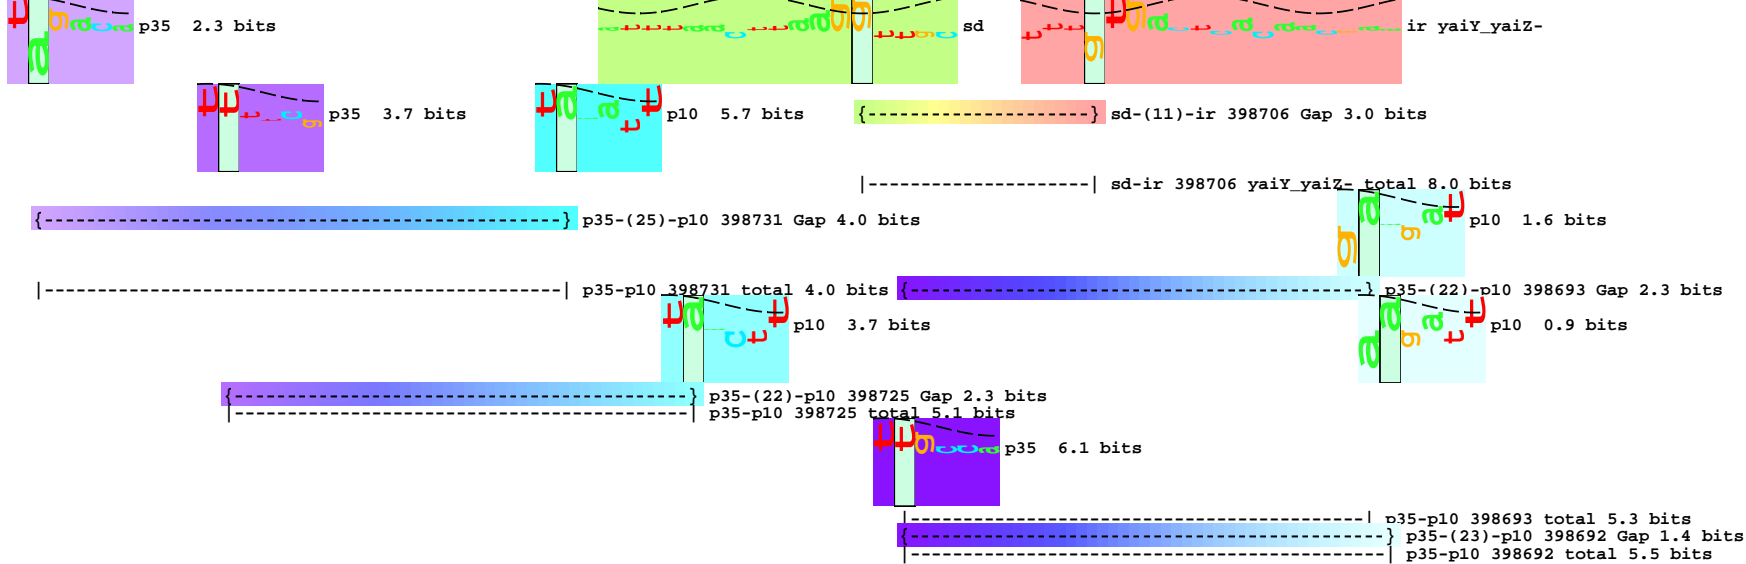 p35 2.3 bits
sd
ir yaiY_yaiZ-
p35 3.7 bits
p10 5.7 bits
sd-(11)-ir 398706 Gap 3.0 bits
sd-ir 398706 yaiY_yaiZ- total 8.0 bits
p35-(25)-p10 398731 Gap 4.0 bits
p10 1.6 bits
p35-p10 398731 total 4.0 bits
p35-(22)-p10 398693 Gap 2.3 bits
p10 3.7 bits
p10 0.9 bits
p35-(22)-p10 398725 Gap 2.3 bits
p35-p10 398725 total 5.1 bits
p35 6.1 bits
p35-p10 398693 total 5.3 bits
p35-(23)-p10 398692 Gap 1.4 bits
p35-p10 398692 total 5.5 bits